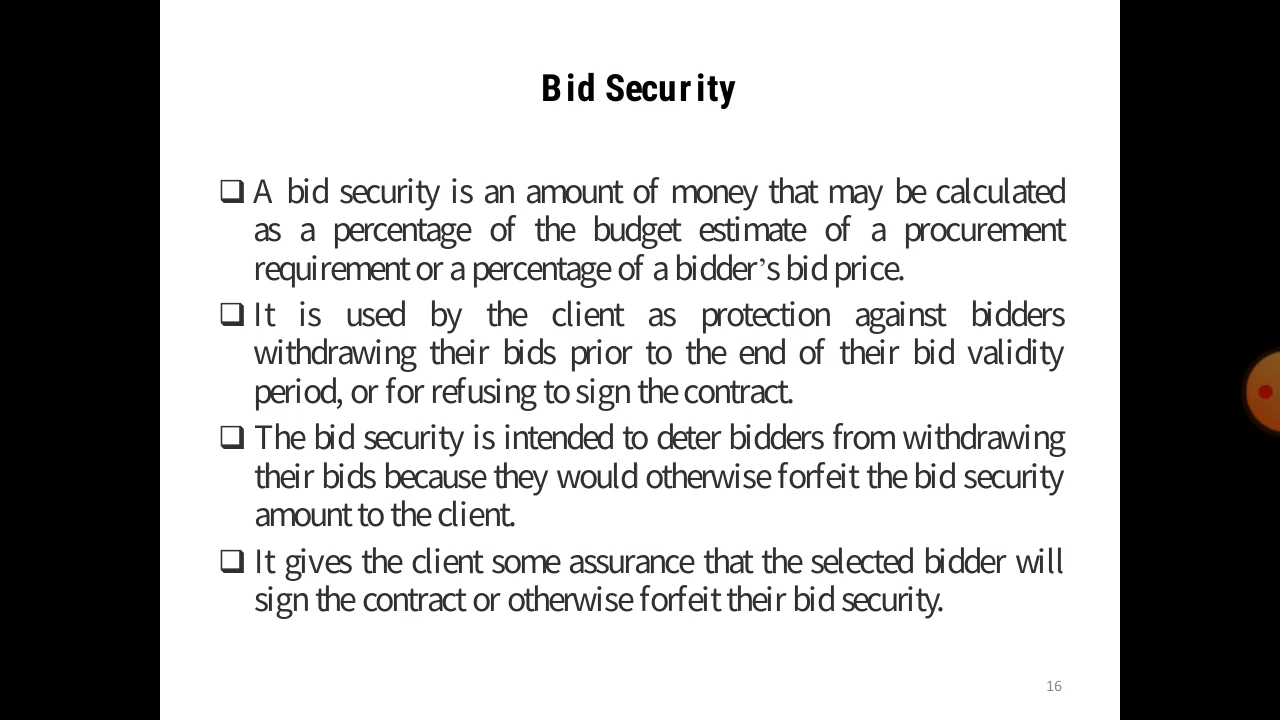 Bid Security
❑ A bid security is an amount of money that may be calculated
as a percentage of the budget estimate of a procurement
requirement or a percentage of a bidder’s bid price.
❑ It is used by the client as protection against bidders
withdrawing their bids prior to the end of their bid validity
period, or for refusing to sign the contract.
❑ The bid security is intended to deter bidders from withdrawing
their bids because they would otherwise forfeit the bid security
amount to the client.
❑ It gives the client some assurance that the selected bidder will
sign the contract or otherwise forfeit their bid security.
16